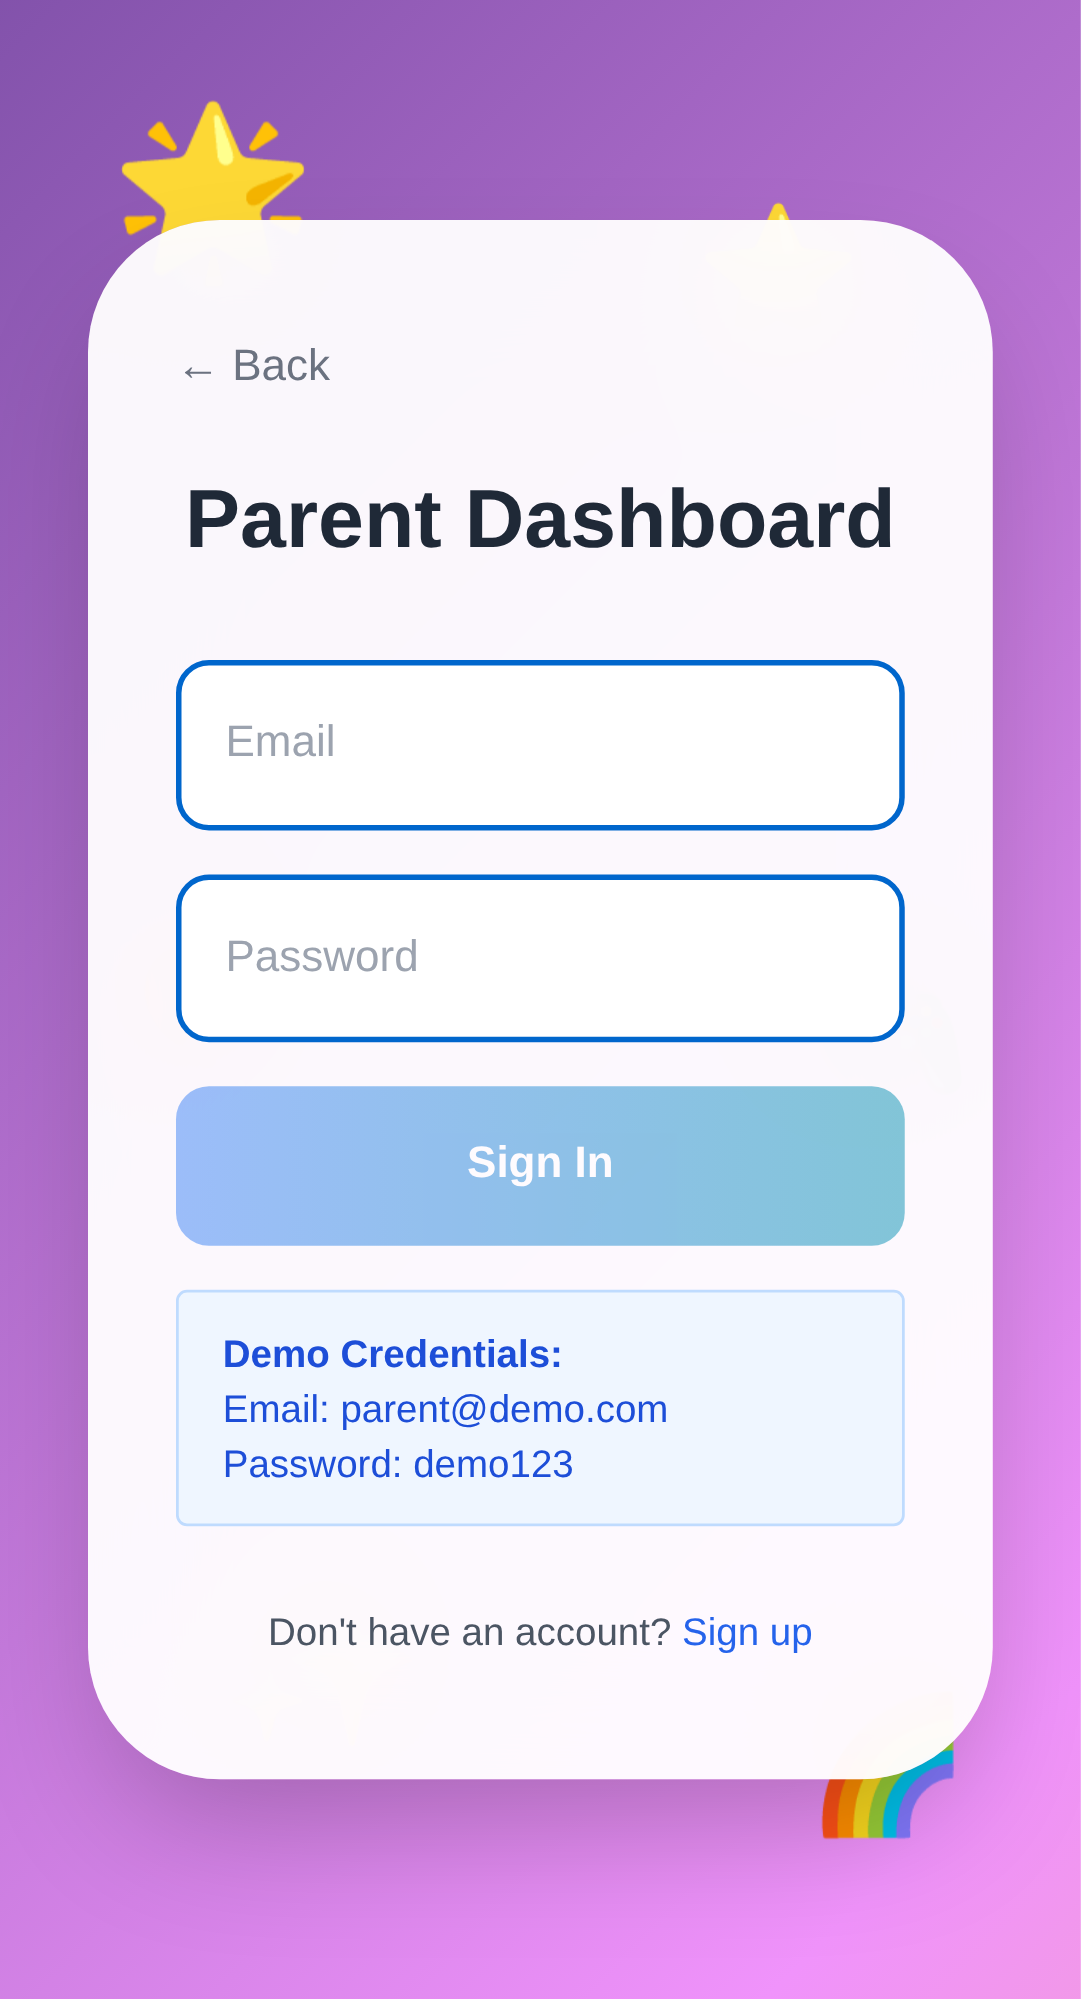 ← Back
Parent Dashboard
Email
Password
Sign In
Demo Credentials:
Email: parent@demo.com
Password: demo123
Don't have an account? Sign up